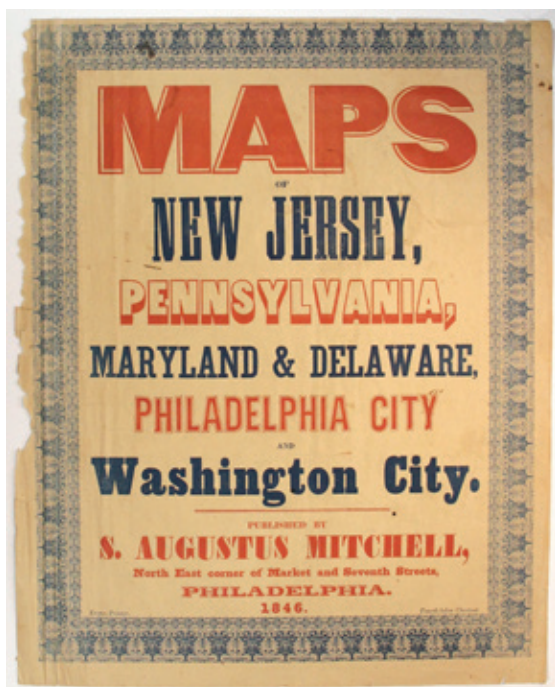 MAPS
OF
NEW JERSEY,
PENNSYLVANIA,
MARYLAND & DELAWARE,
PHILADELPHIA CITY
AND
Washington City.
PUBLISHED BY
S. AUGUSTUS MITCHELL,
North East corner of Market and Seventh Streets,
PHILADELPHIA.
1846.